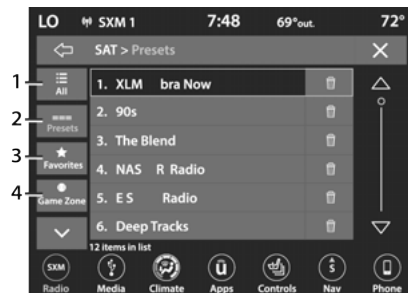 LO SXM 1 7:48 69°out. 72°
SAT > Presets
1 All
1. XLM bra Now
2 Presets
2. 90s
3 Favorites
3. The Blend
4. NAS R Radio
4 Game Zone
5. E S Radio
6. Deep Tracks
12 items in list
SXM ū S
Radio Media Climate Apps Controls Nav Phone